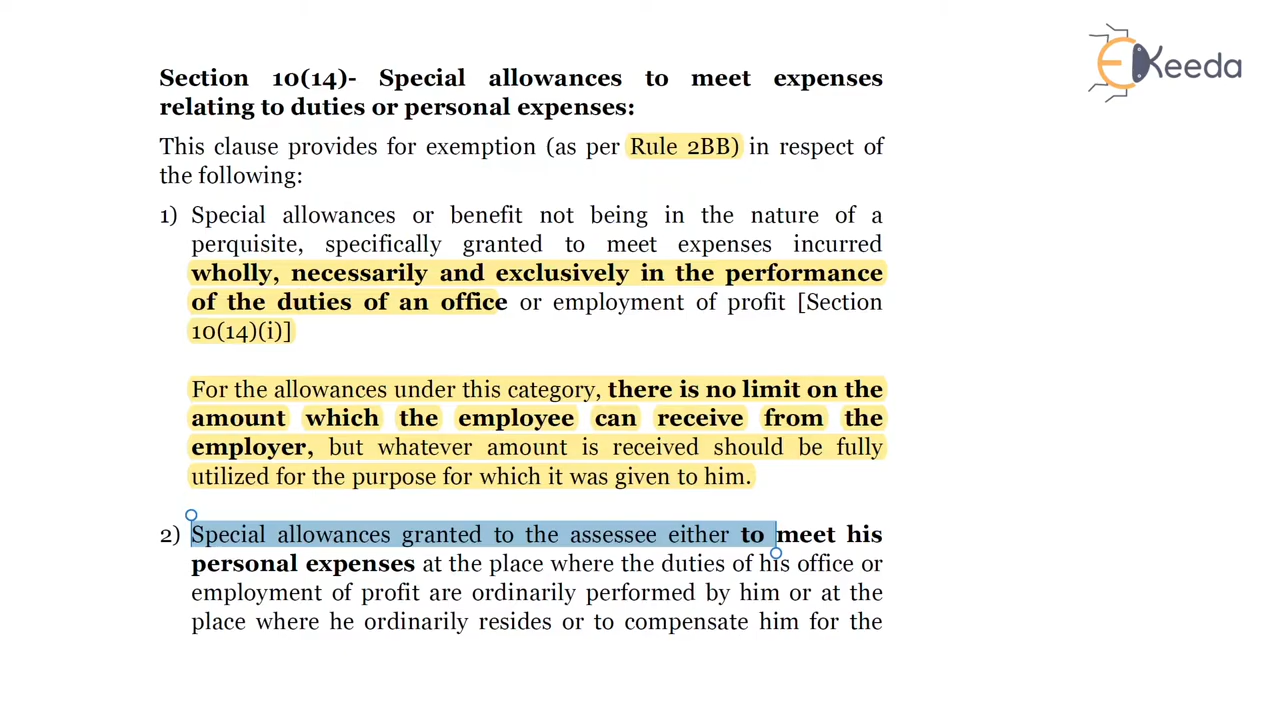 Keeda
Section 10(14)- Special allowances to meet expenses
relating to duties or personal expenses:
This clause provides for exemption (as per Rule 2BB) in respect of
the following:
1) Special allowances or benefit not being in the nature of a
perquisite, specifically granted to meet expenses incurred
wholly, necessarily and exclusively in the performance
of the duties of an office or employment of profit [Section
10(14)(i)]
For the allowances under this category, there is no limit on the
amount which the employee can receive from the
employer, but whatever amount is received should be fully
utilized for the purpose for which it was given to him.
2) Special allowances granted to the assessee either to meet his
personal expenses at the place where the duties of his office or
employment of profit are ordinarily performed by him or at the
place where he ordinarily resides or to compensate him for the